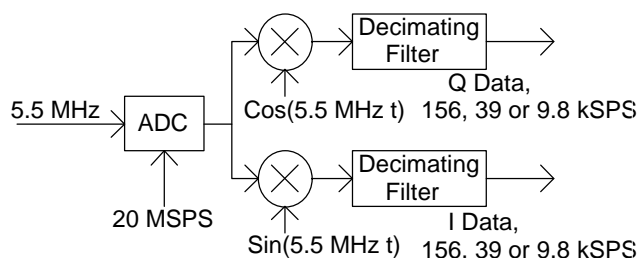 Decimating
Filter
Q Data,
156, 39 or 9.8 kSPS
Cos(5.5 MHz t)
5.5 MHz
ADC
20 MSPS
Decimating
Filter
I Data,
156, 39 or 9.8 kSPS
Sin(5.5 MHz t)